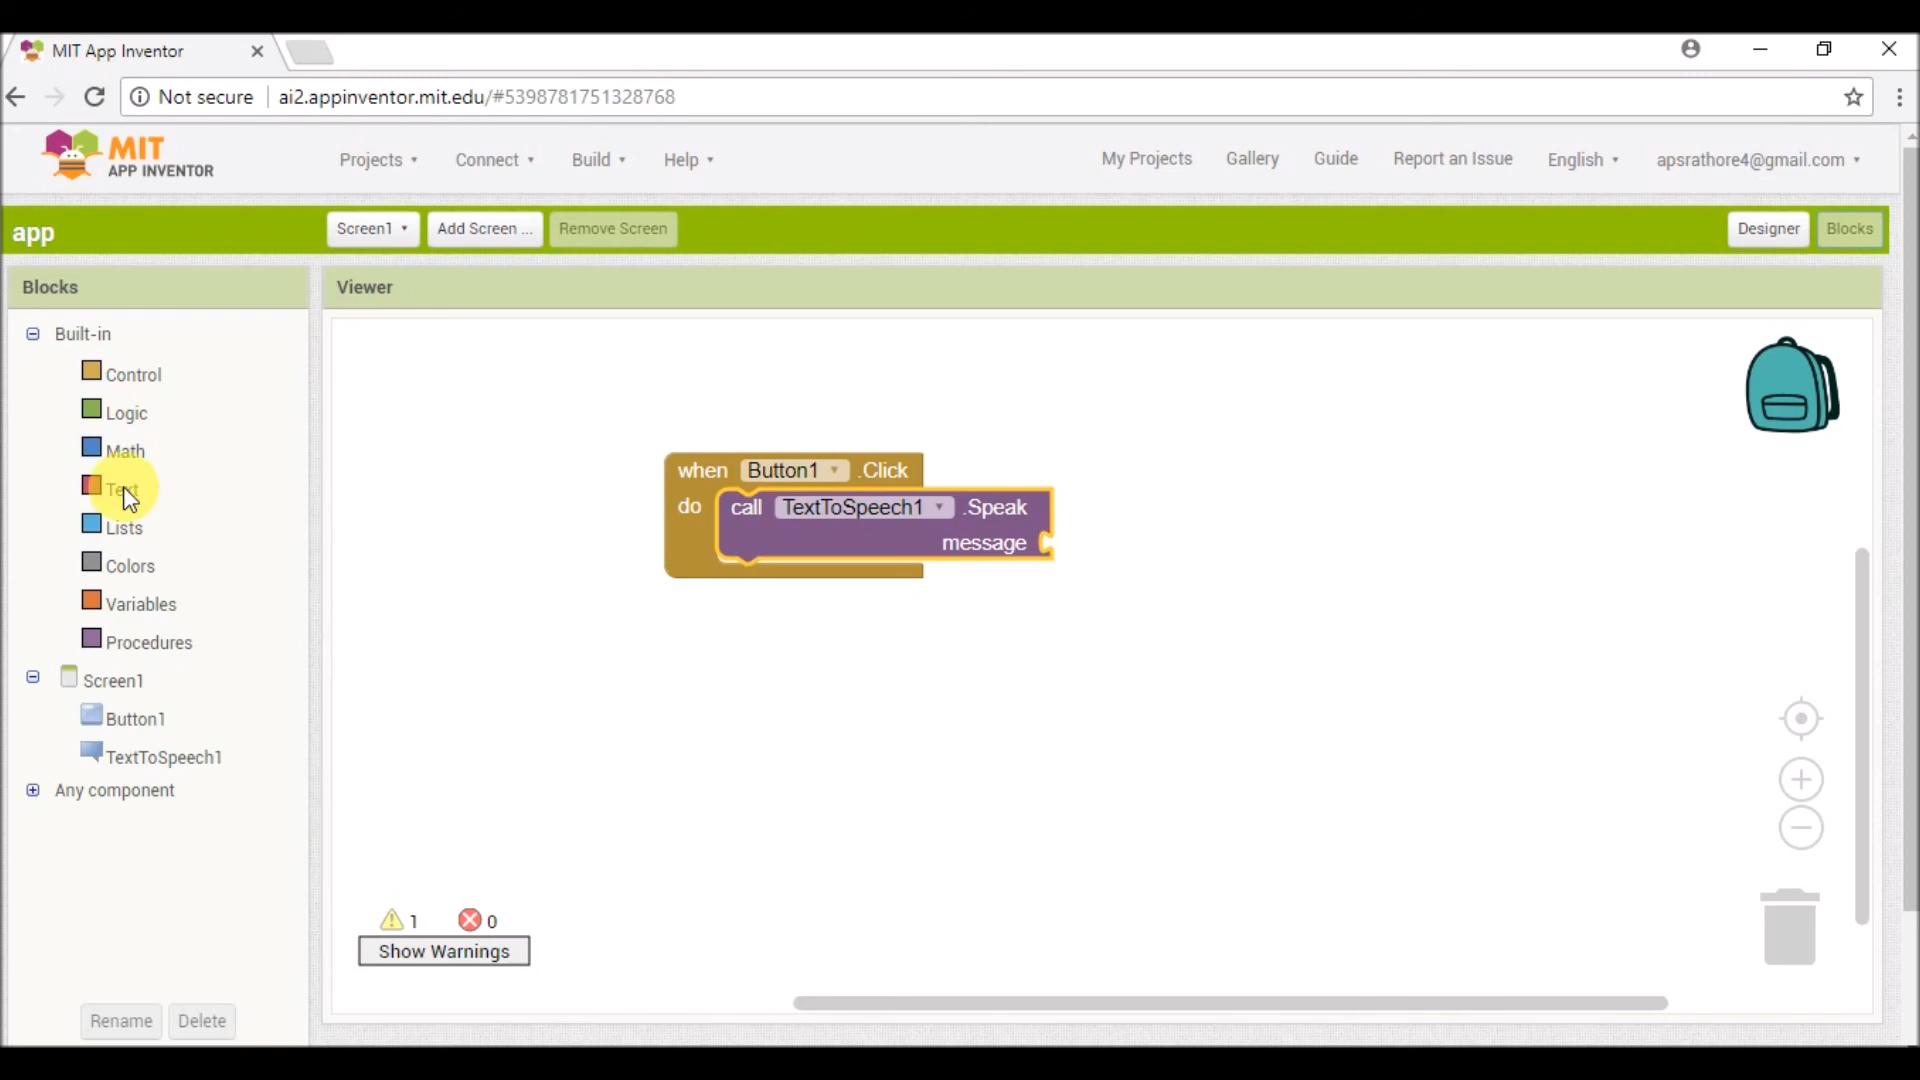 MIT App Inventor
Not secure ai2.appinventor.mit.edu/#5398781751328768
MIT
APP INVENTOR
Projects Connect Build Help My Projects Gallery Guide Report an Issue English apsrathore4@gmail.com
app Screen1 Add Screen ... Remove Screen Designer Blocks
Blocks Viewer
Built-in
Control
Logic
Math
Text
Lists
Colors
Variables
Procedures
Screen1
Button1
TextToSpeech1
Any component
when Button1 .Click
do call TextToSpeech1 .Speak
message
1 0
Show Warnings
Rename Delete